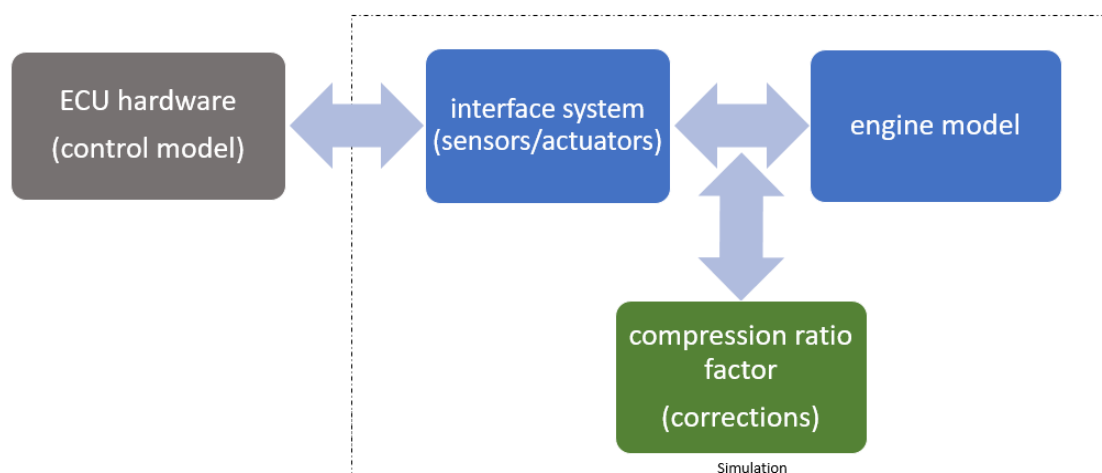 ECU hardware
(control model)
interface system
(sensors/actuators)
engine model
compression ratio
factor
(corrections)
Simulation